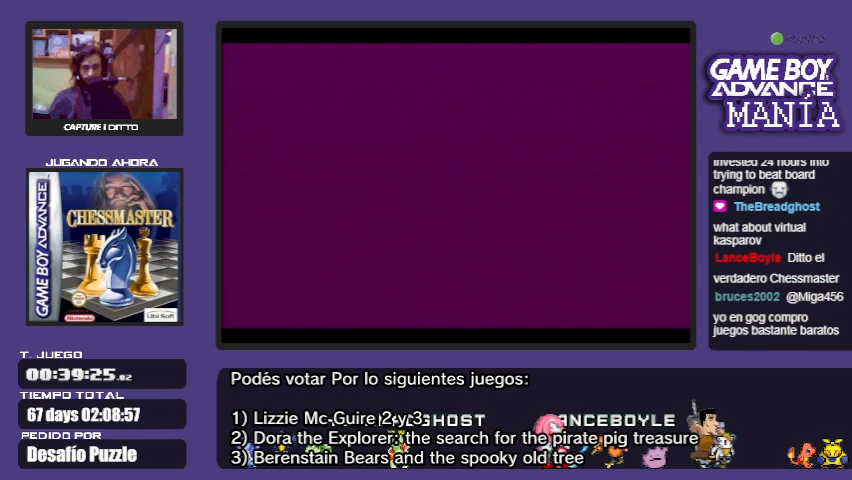 CAPTURE | DITTO
JUGANDO AHORA
GAME BOY ADVANCE
CHESSMASTER
Nintendo
Ubi Soft
T. JUEGO
00:39:25.02
TIEMPO TOTAL
67 days 02:08:57
PEDIDO POR
Desafío Puzzle
GAME BOY
ADVANCE
MANÍA
invested 24 hours into
trying to beat board
champion
TheBreadghost
what about virtual
kasparov
LanceBoyle Ditto el
verdadero Chessmaster
bruces2002 @Miga456
yo en gog compro
juegos bastante baratos
Podés votar Por lo siguientes juegos:
1) Lizzie Mc Guire 2 y 3
GHOST
LANCEBOYLE
2) Dora the Explorer: the search for the pirate pig treasure
3) Berenstain Bears and the spooky old tree